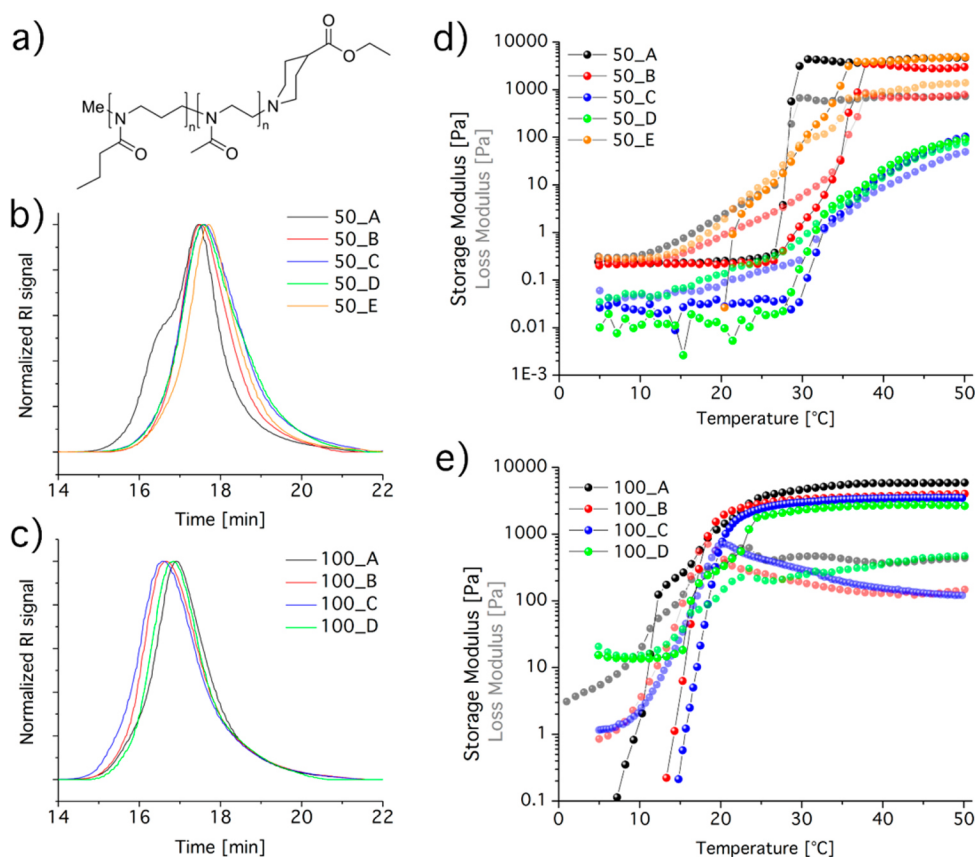 a)
O
O
Me
N
n
N
n
N
O
O
b)
50_A
50_B
50_C
50_D
50_E
Normalized RI signal
14 16 18 20 22
Time [min]
c)
100_A
100_B
100_C
100_D
Normalized RI signal
14 15 16 17 18 19 20 21 22
Time [min]
d)
50_A
50_B
50_C
50_D
50_E
Storage Modulus [Pa]
Loss Modulus [Pa]
10000
1000
100
10
1
0.1
0.01
1E-3
0 10 20 30 40 50
Temperature [°C]
e)
100_A
100_B
100_C
100_D
Storage Modulus [Pa]
Loss Modulus [Pa]
10000
1000
100
10
1
0.1
0 10 20 30 40 50
Temperature [°C]